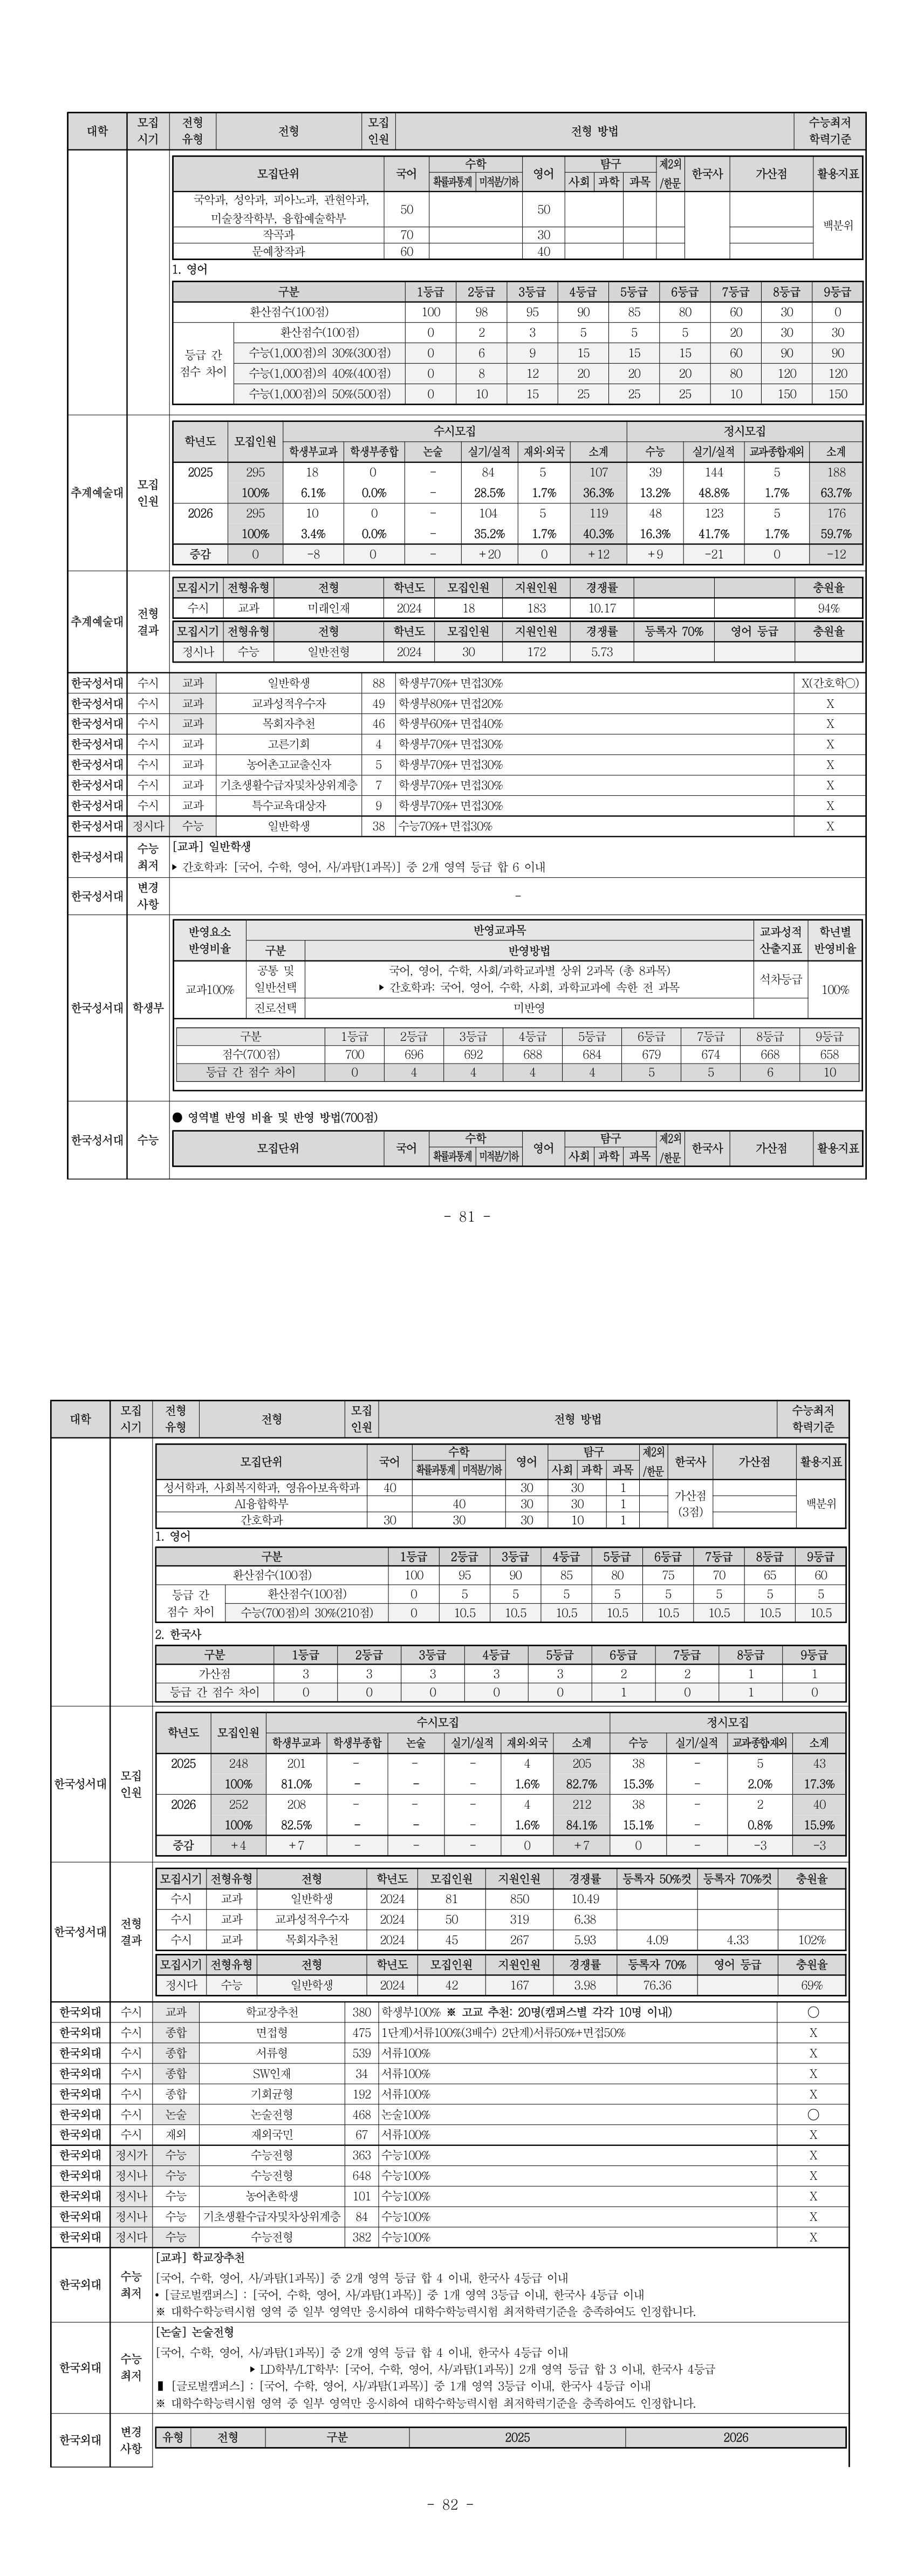 대학 모집시기 전형유형 전형 모집인원 전형 방법 수능최저학력기준
모집단위 국어 수학 영어 탐구 제2외/한문 한국사 가산점 활용지표
확률과통계 미적분/기하 사회 과학 과목
국악과, 성악과, 피아노과, 관현악과, 미술창작학부, 융합예술학부 50 50 백분위
작곡과 70 30
문예창작과 60 40
1. 영어
구분 1등급 2등급 3등급 4등급 5등급 6등급 7등급 8등급 9등급
환산점수(100점) 100 98 95 90 85 80 60 30 0
등급 간 점수 차이 환산점수(100점) 0 2 3 5 5 5 20 30 30
수능(1,000점)의 30%(300점) 0 6 9 15 15 15 60 90 90
수능(1,000점)의 40%(400점) 0 8 12 20 20 20 80 120 120
수능(1,000점)의 50%(500점) 0 10 15 25 25 25 10 150 150
추계예술대 모집인원
학년도 모집인원 수시모집 정시모집
학생부교과 학생부종합 논술 실기/실적 재외·외국 소계 수능 실기/실적 교과종합재외 소계
2025 295 18 0 - 84 5 107 39 144 5 188
100% 6.1% 0.0% - 28.5% 1.7% 36.3% 13.2% 48.8% 1.7% 63.7%
2026 295 10 0 - 104 5 119 48 123 5 176
100% 3.4% 0.0% - 35.2% 1.7% 40.3% 16.3% 41.7% 1.7% 59.7%
증감 0 -8 0 - +20 0 +12 +9 -21 0 -12
추계예술대 전형결과
모집시기 전형유형 전형 학년도 모집인원 지원인원 경쟁률 충원율
수시 교과 미래인재 2024 18 183 10.17 94%
모집시기 전형유형 전형 학년도 모집인원 지원인원 경쟁률 등록자 70% 영어 등급 충원율
정시나 수능 일반전형 2024 30 172 5.73
한국성서대 수시 교과 일반학생 88 학생부70%+면접30% X(간호학○)
한국성서대 수시 교과 교과성적우수자 49 학생부80%+면접20% X
한국성서대 수시 교과 목회자추천 46 학생부60%+면접40% X
한국성서대 수시 교과 고른기회 4 학생부70%+면접30% X
한국성서대 수시 교과 농어촌고교출신자 5 학생부70%+면접30% X
한국성서대 수시 교과 기초생활수급자및차상위계층 7 학생부70%+면접30% X
한국성서대 수시 교과 특수교육대상자 9 학생부70%+면접30% X
한국성서대 정시다 수능 일반학생 38 수능70%+면접30% X
한국성서대 수능최저 [교과] 일반학생
▶ 간호학과: [국어, 수학, 영어, 사/과탐(1과목)] 중 2개 영역 등급 합 6 이내
한국성서대 변경사항 -
한국성서대 학생부
반영요소 반영비율 반영교과목 교과성적 산출지표 학년별 반영비율
구분 반영방법
교과100% 공통 및 일반선택 국어, 영어, 수학, 사회/과학교과별 상위 2과목 (총 8과목) 석차등급 100%
▶ 간호학과: 국어, 영어, 수학, 사회, 과학교과에 속한 전 과목
진로선택 미반영
구분 1등급 2등급 3등급 4등급 5등급 6등급 7등급 8등급 9등급
점수(700점) 700 696 692 688 684 679 674 668 658
등급 간 점수 차이 0 4 4 4 4 5 5 6 10
한국성서대 수능 ● 영역별 반영 비율 및 반영 방법(700점)
모집단위 국어 수학 영어 탐구 제2외/한문 한국사 가산점 활용지표
확률과통계 미적분/기하 사회 과학 과목
- 81 -
대학 모집시기 전형유형 전형 모집인원 전형 방법 수능최저학력기준
모집단위 국어 수학 영어 탐구 제2외/한문 한국사 가산점 활용지표
확률과통계 미적분/기하 사회 과학 과목
성서학과, 사회복지학과, 영유아보육학과 40 30 30 1 가산점(3점) 백분위
AI융합학부 40 30 30 1
간호학과 30 30 30 10 1
1. 영어
구분 1등급 2등급 3등급 4등급 5등급 6등급 7등급 8등급 9등급
환산점수(100점) 100 95 90 85 80 75 70 65 60
등급 간 점수 차이 환산점수(100점) 0 5 5 5 5 5 5 5 5
수능(700점)의 30%(210점) 0 10.5 10.5 10.5 10.5 10.5 10.5 10.5 10.5
2. 한국사
구분 1등급 2등급 3등급 4등급 5등급 6등급 7등급 8등급 9등급
가산점 3 3 3 3 3 2 2 1 1
등급 간 점수 차이 0 0 0 0 0 1 0 1 0
한국성서대 모집인원
학년도 모집인원 수시모집 정시모집
학생부교과 학생부종합 논술 실기/실적 재외·외국 소계 수능 실기/실적 교과종합재외 소계
2025 248 201 - - - 4 205 38 - 5 43
100% 81.0% - - - 1.6% 82.7% 15.3% - 2.0% 17.3%
2026 252 208 - - - 4 212 38 - 2 40
100% 82.5% - - - 1.6% 84.1% 15.1% - 0.8% 15.9%
증감 +4 +7 - - - 0 +7 0 - -3 -3
한국성서대 전형결과
모집시기 전형유형 전형 학년도 모집인원 지원인원 경쟁률 등록자 50%컷 등록자 70%컷 충원율
수시 교과 일반학생 2024 81 850 10.49
수시 교과 교과성적우수자 2024 50 319 6.38
수시 교과 목회자추천 2024 45 267 5.93 4.09 4.33 102%
모집시기 전형유형 전형 학년도 모집인원 지원인원 경쟁률 등록자 70% 영어 등급 충원율
정시다 수능 일반학생 2024 42 167 3.98 76.36 69%
한국외대 수시 교과 학교장추천 380 학생부100% ※ 고교 추천: 20명(캠퍼스별 각각 10명 이내) ○
한국외대 수시 종합 면접형 475 1단계)서류100%(3배수) 2단계)서류50%+면접50% X
한국외대 수시 종합 서류형 539 서류100% X
한국외대 수시 종합 SW인재 34 서류100% X
한국외대 수시 종합 기회균형 192 서류100% X
한국외대 수시 논술 논술전형 468 논술100% ○
한국외대 수시 재외 재외국민 67 서류100% X
한국외대 정시가 수능 수능전형 363 수능100% X
한국외대 정시나 수능 수능전형 648 수능100% X
한국외대 정시나 수능 농어촌학생 101 수능100% X
한국외대 정시나 수능 기초생활수급자및차상위계층 84 수능100% X
한국외대 정시다 수능 수능전형 382 수능100% X
한국외대 수능최저 [교과] 학교장추천
[국어, 수학, 영어, 사/과탐(1과목)] 중 2개 영역 등급 합 4 이내, 한국사 4등급 이내
• [글로벌캠퍼스] : [국어, 수학, 영어, 사/과탐(1과목)] 중 1개 영역 3등급 이내, 한국사 4등급 이내
※ 대학수학능력시험 영역 중 일부 영역만 응시하여 대학수학능력시험 최저학력기준을 충족하여도 인정합니다.
한국외대 수능최저 [논술] 논술전형
[국어, 수학, 영어, 사/과탐(1과목)] 중 2개 영역 등급 합 4 이내, 한국사 4등급 이내
▶ LD학부/LT학부: [국어, 수학, 영어, 사/과탐(1과목)] 2개 영역 등급 합 3 이내, 한국사 4등급
▮ [글로벌캠퍼스] : [국어, 수학, 영어, 사/과탐(1과목)] 중 1개 영역 3등급 이내, 한국사 4등급 이내
※ 대학수학능력시험 영역 중 일부 영역만 응시하여 대학수학능력시험 최저학력기준을 충족하여도 인정합니다.
한국외대 변경사항 유형 전형 구분 2025 2026
- 82 -